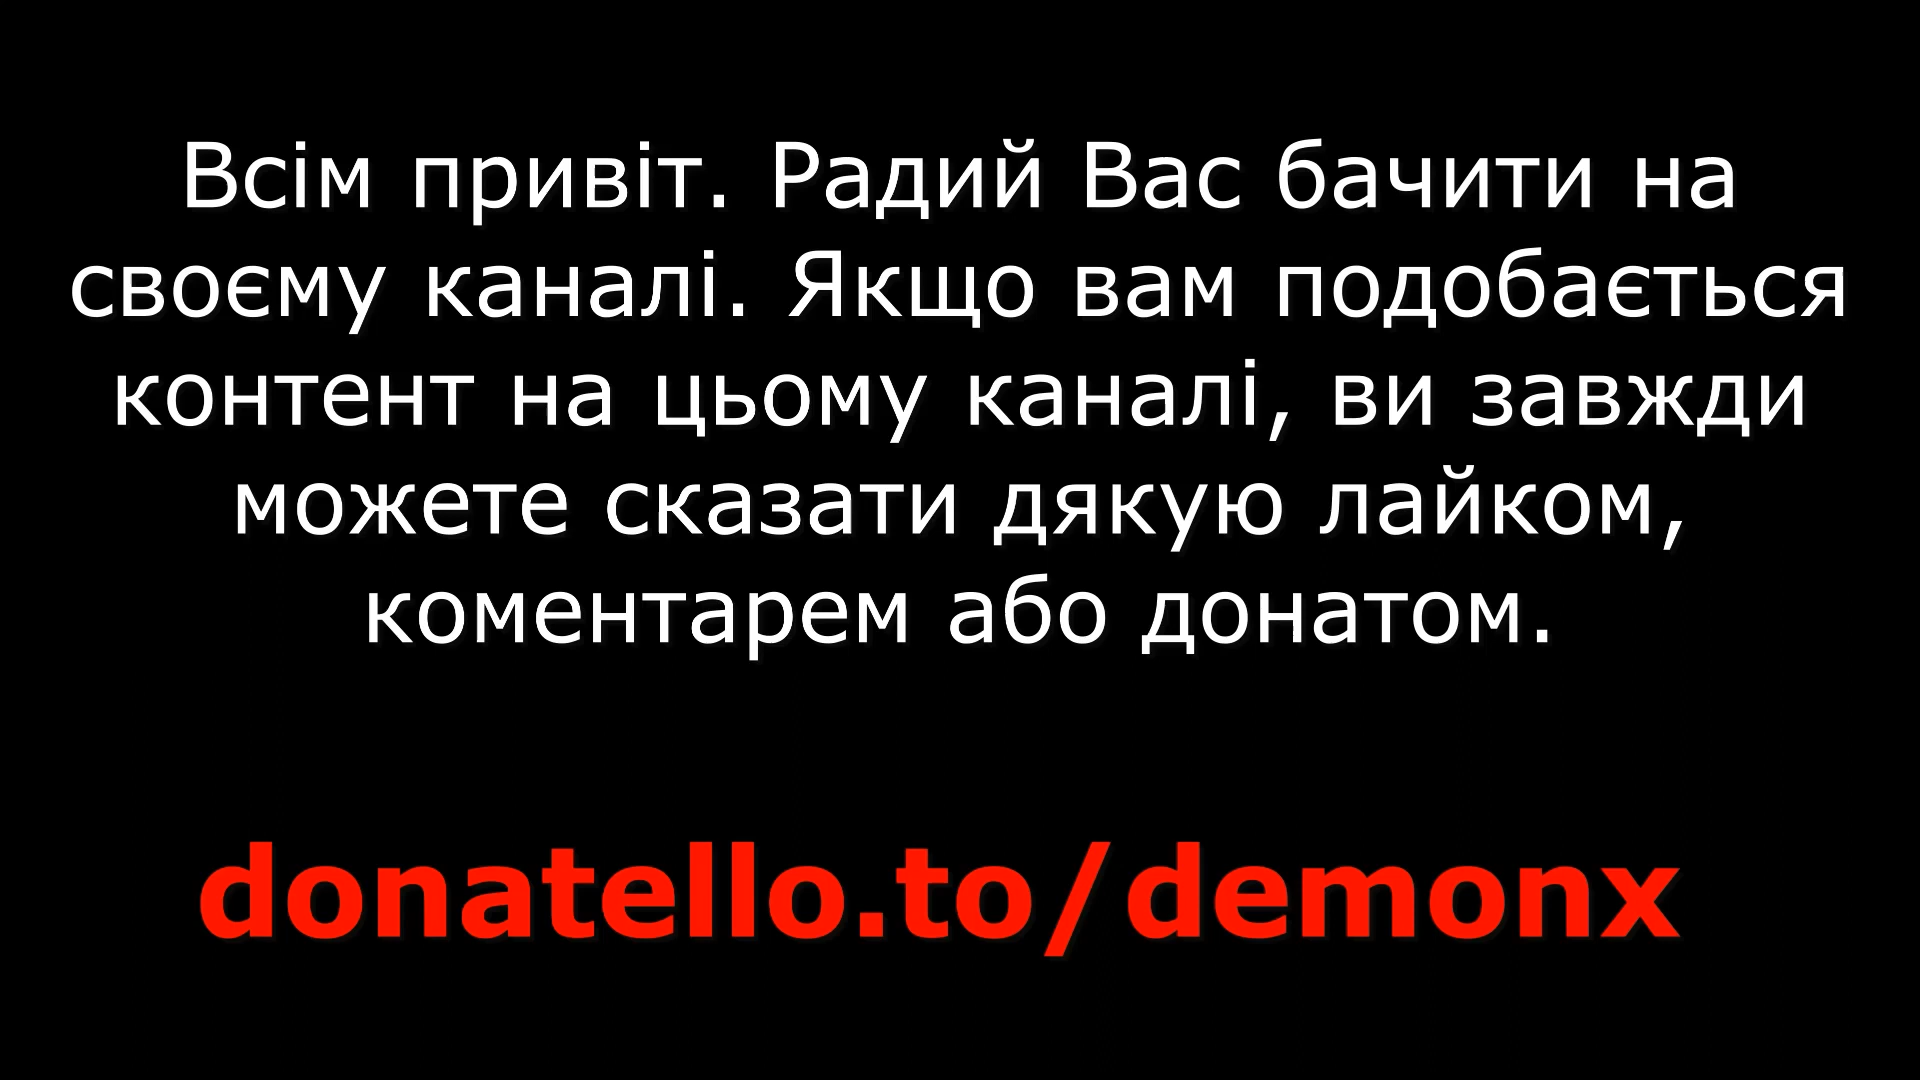 Всім привіт. Радий Вас бачити на
своєму каналі. Якщо вам подобається
контент на цьому каналі, ви завжди
можете сказати дякую лайком,
коментарем або донатом.
donatello.to/demonx